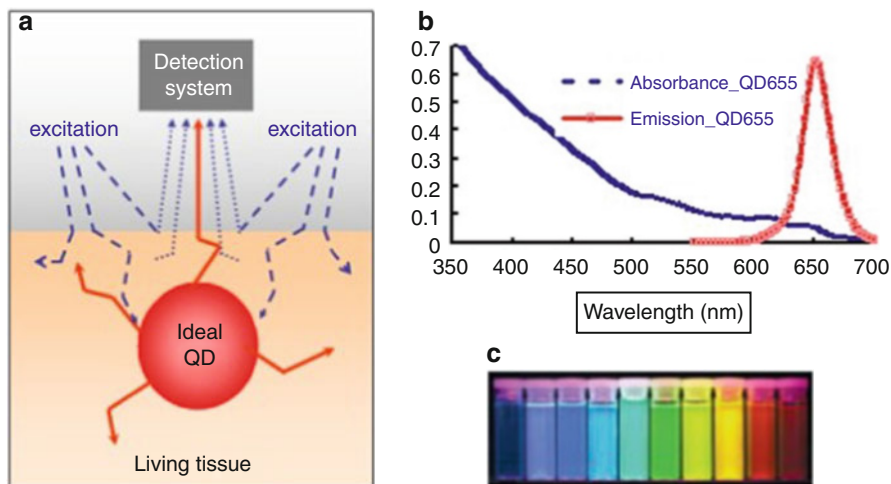 a
Detection
system
excitation
excitation
Ideal
QD
Living tissue
b
0.7
0.6
0.5
0.4
0.3
0.2
0.1
0
Absorbance_QD655
Emission_QD655
350 400 450 500 550 600 650 700
Wavelength (nm)
c